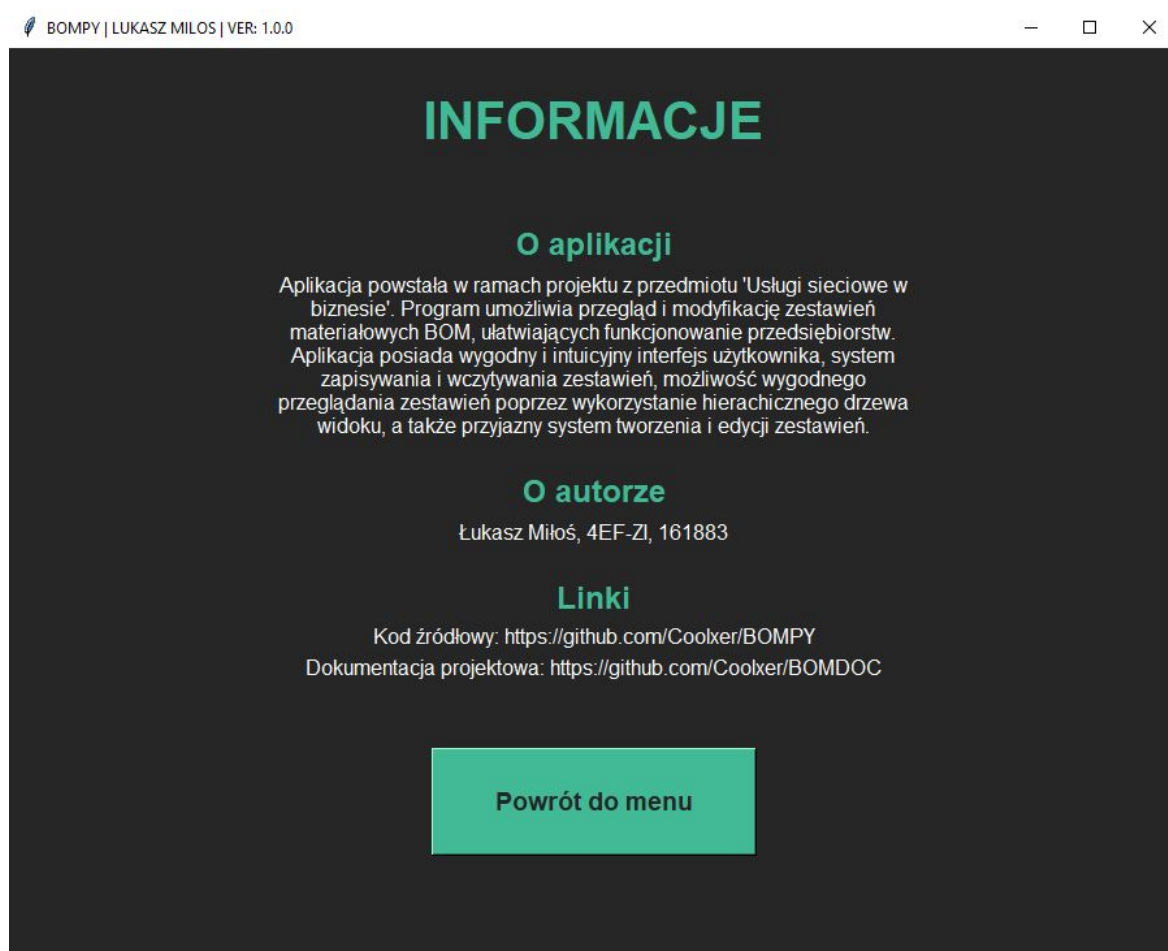 BOMPY | LUKASZ MILOS | VER: 1.0.0
INFORMACJE
O aplikacji
Aplikacja powstała w ramach projektu z przedmiotu 'Usługi sieciowe w
biznesie'. Program umożliwia przegląd i modyfikację zestawień
materiałowych BOM, ułatwiających funkcjonowanie przedsiębiorstw.
Aplikacja posiada wygodny i intuicyjny interfejs użytkownika, system
zapisywania i wczytywania zestawień, możliwość wygodnego
przeglądania zestawień poprzez wykorzystanie hierachicznego drzewa
widoku, a także przyjazny system tworzenia i edycji zestawień.
O autorze
Łukasz Miłoś, 4EF-ZI, 161883
Linki
Kod źródłowy: https://github.com/Coolxer/BOMPY
Dokumentacja projektowa: https://github.com/Coolxer/BOMDOC
Powrót do menu